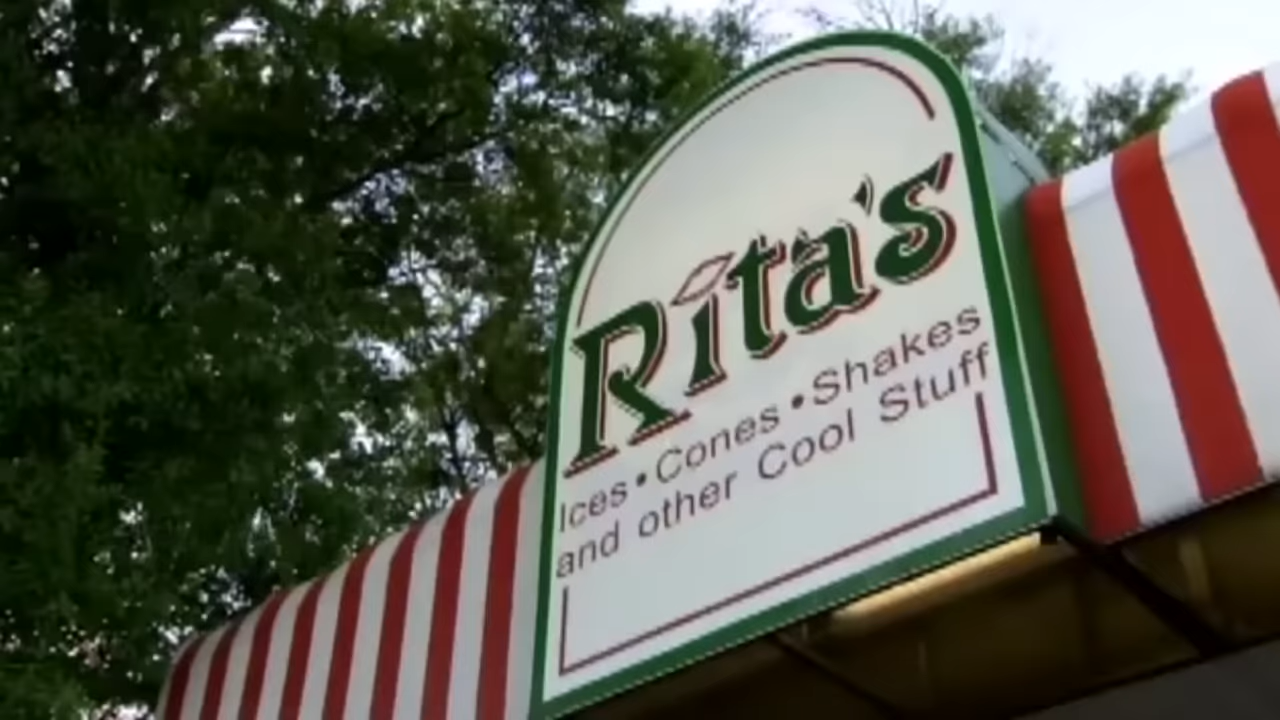 Rita's
Ices • Cones • Shakes
and other Cool Stuff